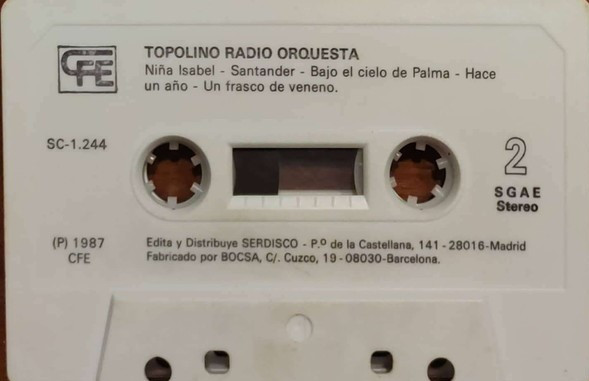 CFE
TOPOLINO RADIO ORQUESTA
Niña Isabel - Santander - Bajo el cielo de Palma - Hace
un año - Un frasco de veneno.
SC-1.244
2
SGAE
Stereo
(P) 1987
CFE
Edita y Distribuye SERDISCO - P.º de la Castellana, 141 - 28016-Madrid
Fabricado por BOCSA, C/. Cuzco, 19 - 08030-Barcelona.